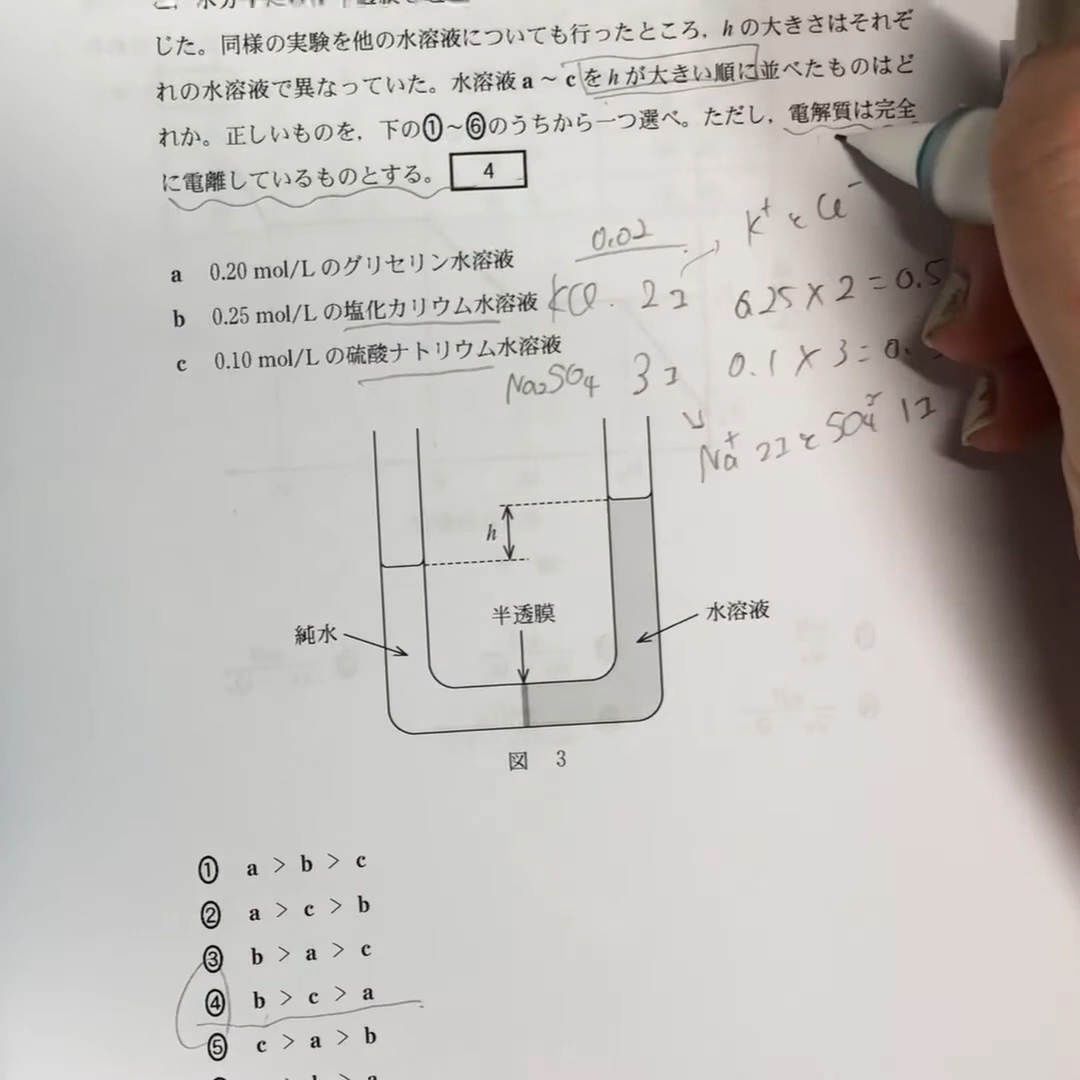 じた。同様の実験を他の水溶液についても行ったところ，hの大きさはそれぞ
れの水溶液で異なっていた。水溶液a～cをhが大きい順に並べたものはど
れか。正しいものを，下の①～⑥のうちから一つ選べ。ただし，電解質は完全
に電離しているものとする。 4
K⁺ と Cl⁻
0.02
a 0.20 mol/Lのグリセリン水溶液
b 0.25 mol/Lの塩化カリウム水溶液 KCl. 2コ 0.25×2=0.5
c 0.10 mol/Lの硫酸ナトリウム水溶液 Na2SO4 3コ 0.1×3=0.
Na⁺ 2コと SO4²⁻ 1コ
h
半透膜
純水
水溶液
図 3
① a > b > c
② a > c > b
③ b > a > c
④ b > c > a
⑤ c > a > b